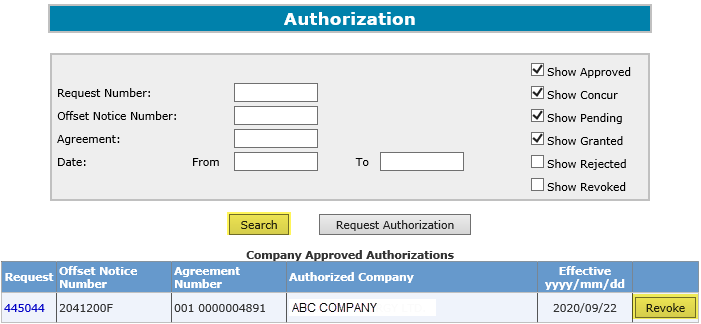 Authorization
Show Approved
Request Number: Show Concur
Offset Notice Number: Show Pending
Agreement: Show Granted
Date: From To Show Rejected
Show Revoked
Search Request Authorization
Company Approved Authorizations
Request Offset Notice Number Agreement Number Authorized Company Effective yyyy/mm/dd
445044 2041200F 001 0000004891 ABC COMPANY 2020/09/22 Revoke